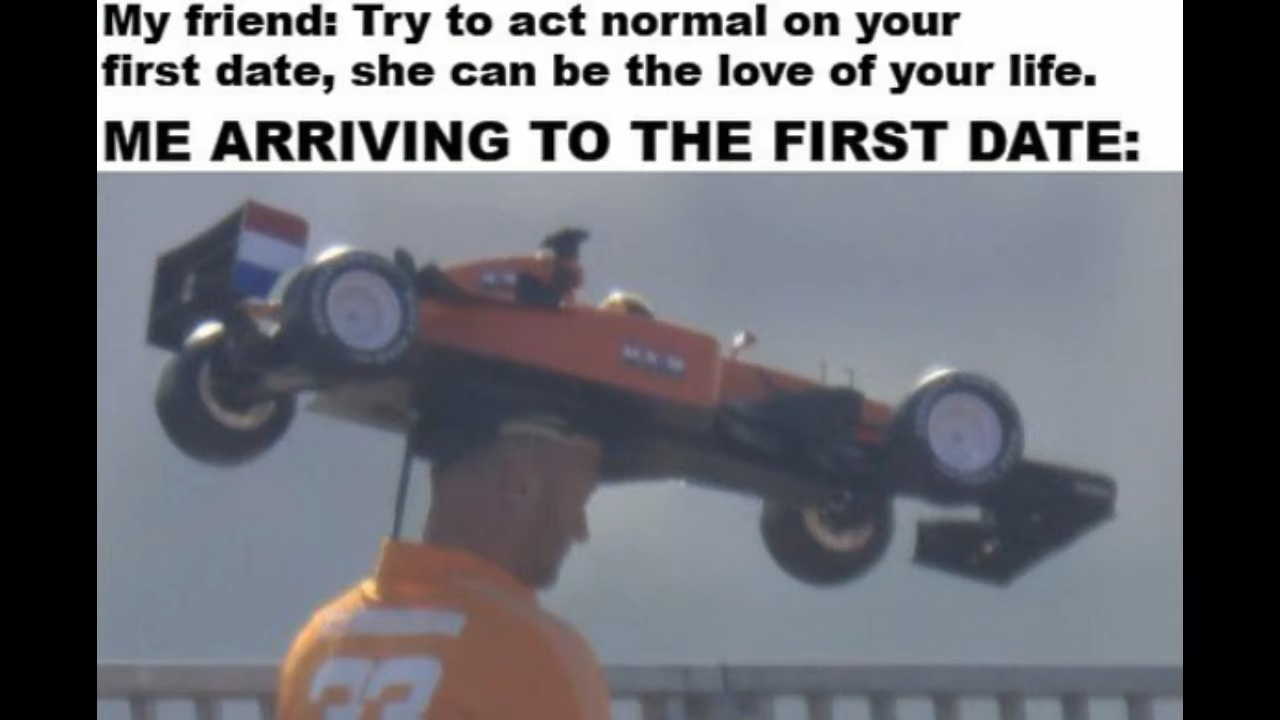 My friend: Try to act normal on your
first date, she can be the love of your life.
ME ARRIVING TO THE FIRST DATE:
33